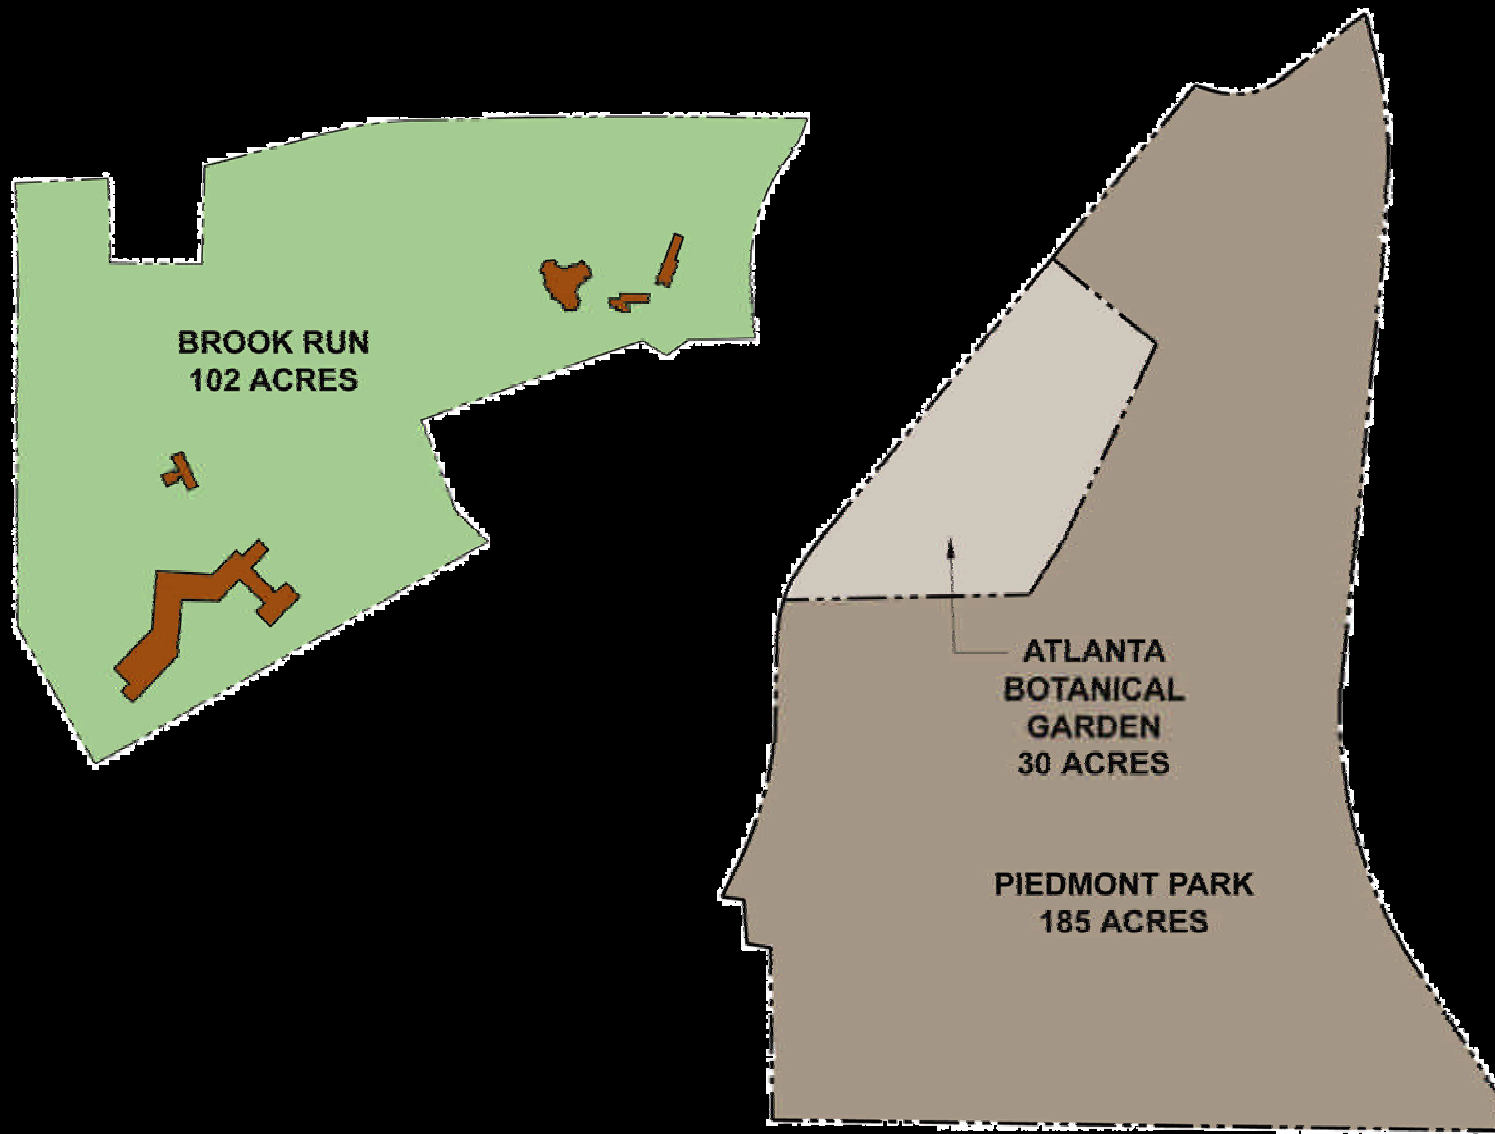 BROOK RUN
102 ACRES
ATLANTA
BOTANICAL
GARDEN
30 ACRES
PIEDMONT PARK
185 ACRES